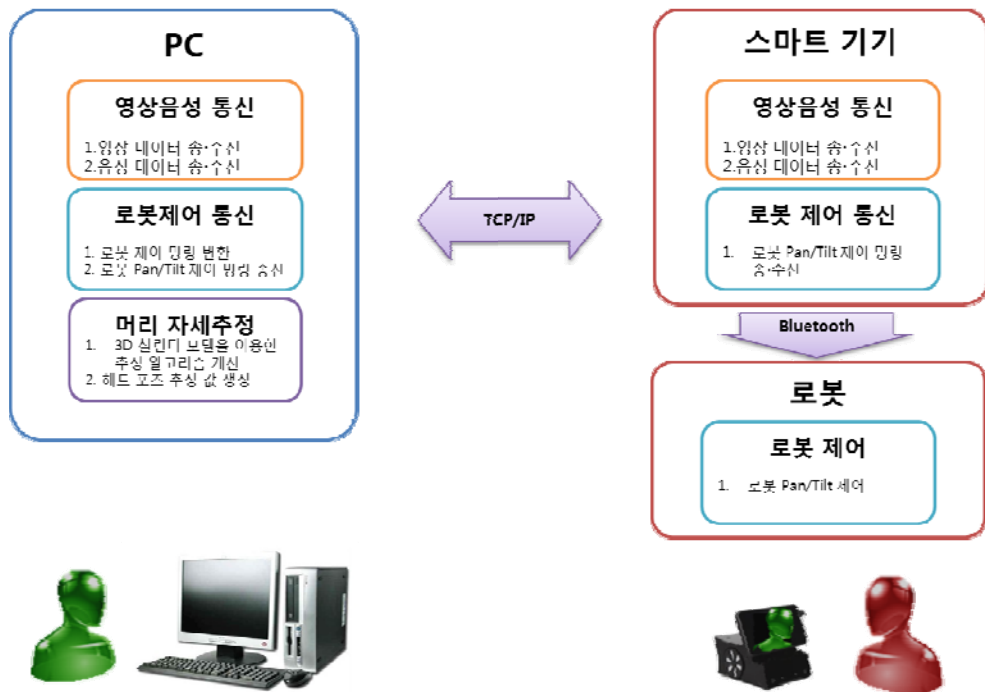 PC
영상음성 통신
1.영상 데이터 송·수신
2.음성 데이터 송·수신
로봇제어 통신
1. 로봇 제어 명령 변환
2. 로봇 Pan/Tilt 제어 명령 송신
머리 자세추정
1. 3D 실린더 모델을 이용한
추정 알고리즘 개선
2. 헤드 포즈 추정 값 생성
TCP/IP
스마트 기기
영상음성 통신
1.영상 데이터 송·수신
2.음성 데이터 송·수신
로봇 제어 통신
1. 로봇 Pan/Tilt 제어 명령
송·수신
Bluetooth
로봇
로봇 제어
1. 로봇 Pan/Tilt 제어